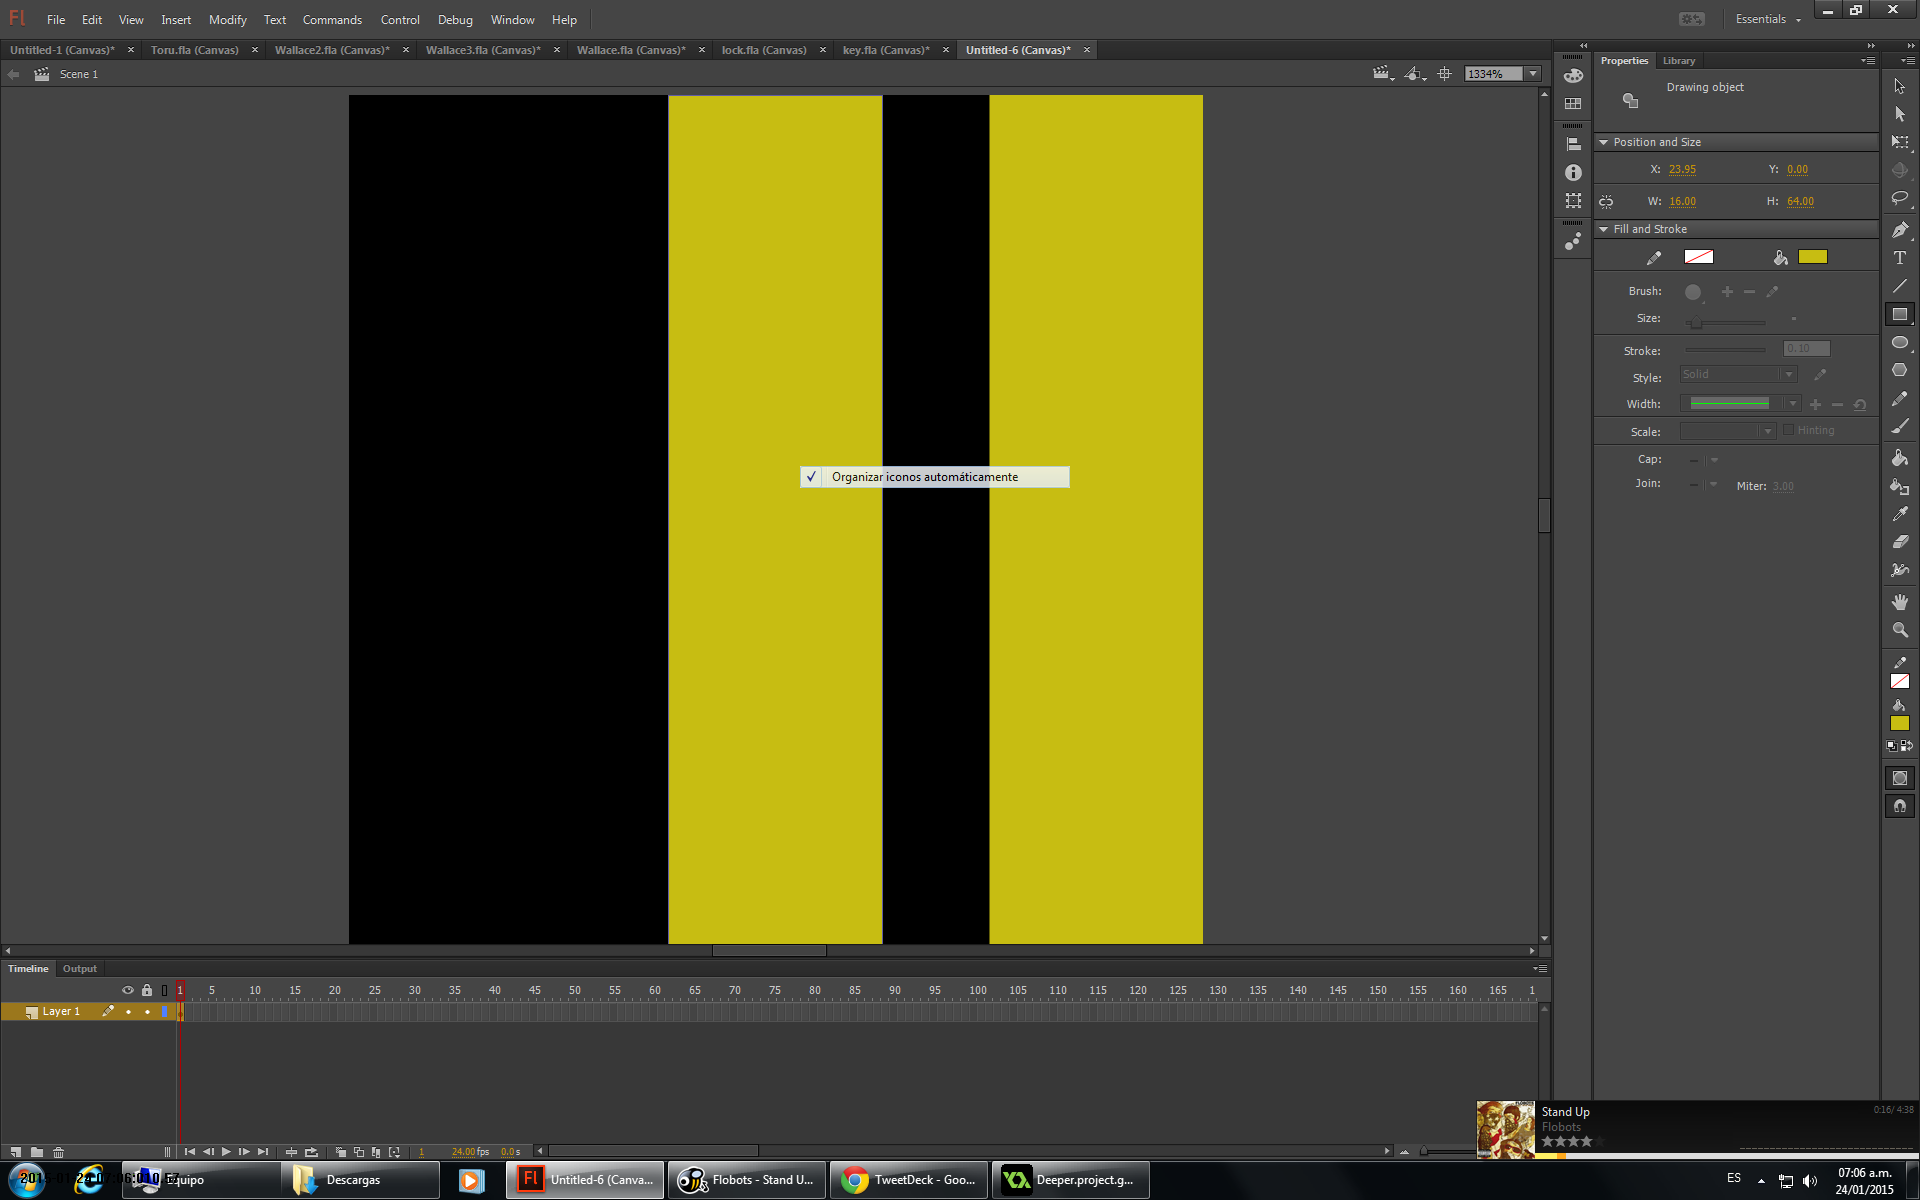 Fl File Edit View Insert Modify Text Commands Control Debug Window Help Essentials
Untitled-1 (Canvas)* Toru.fla (Canvas) Wallace2.fla (Canvas)* Wallace3.fla (Canvas)* Wallace.fla (Canvas)* lock.fla (Canvas) key.fla (Canvas)* Untitled-6 (Canvas)*
Scene 1 1334%
Properties Library
Drawing object
Position and Size
X: 23.95 Y: 0.00
W: 16.00 H: 64.00
Fill and Stroke
Brush:
Size:
Stroke: 0.10
Style: Solid
Width:
Scale: Hinting
Cap:
Join: Miter: 3.00
Organizar iconos automáticamente
Timeline Output
1 5 10 15 20 25 30 35 40 45 50 55 60 65 70 75 80 85 90 95 100 105 110 115 120 125 130 135 140 145 150 155 160 165 1
Layer 1
1 24.00 fps 0.0 s
Stand Up 0:16/ 4:38
Flobots
Equipo Descargas Fl Untitled-6 (Canva... Flobots - Stand U... TweetDeck - Goo... Deeper.project.g... ES 07:06 a.m.
24/01/2015